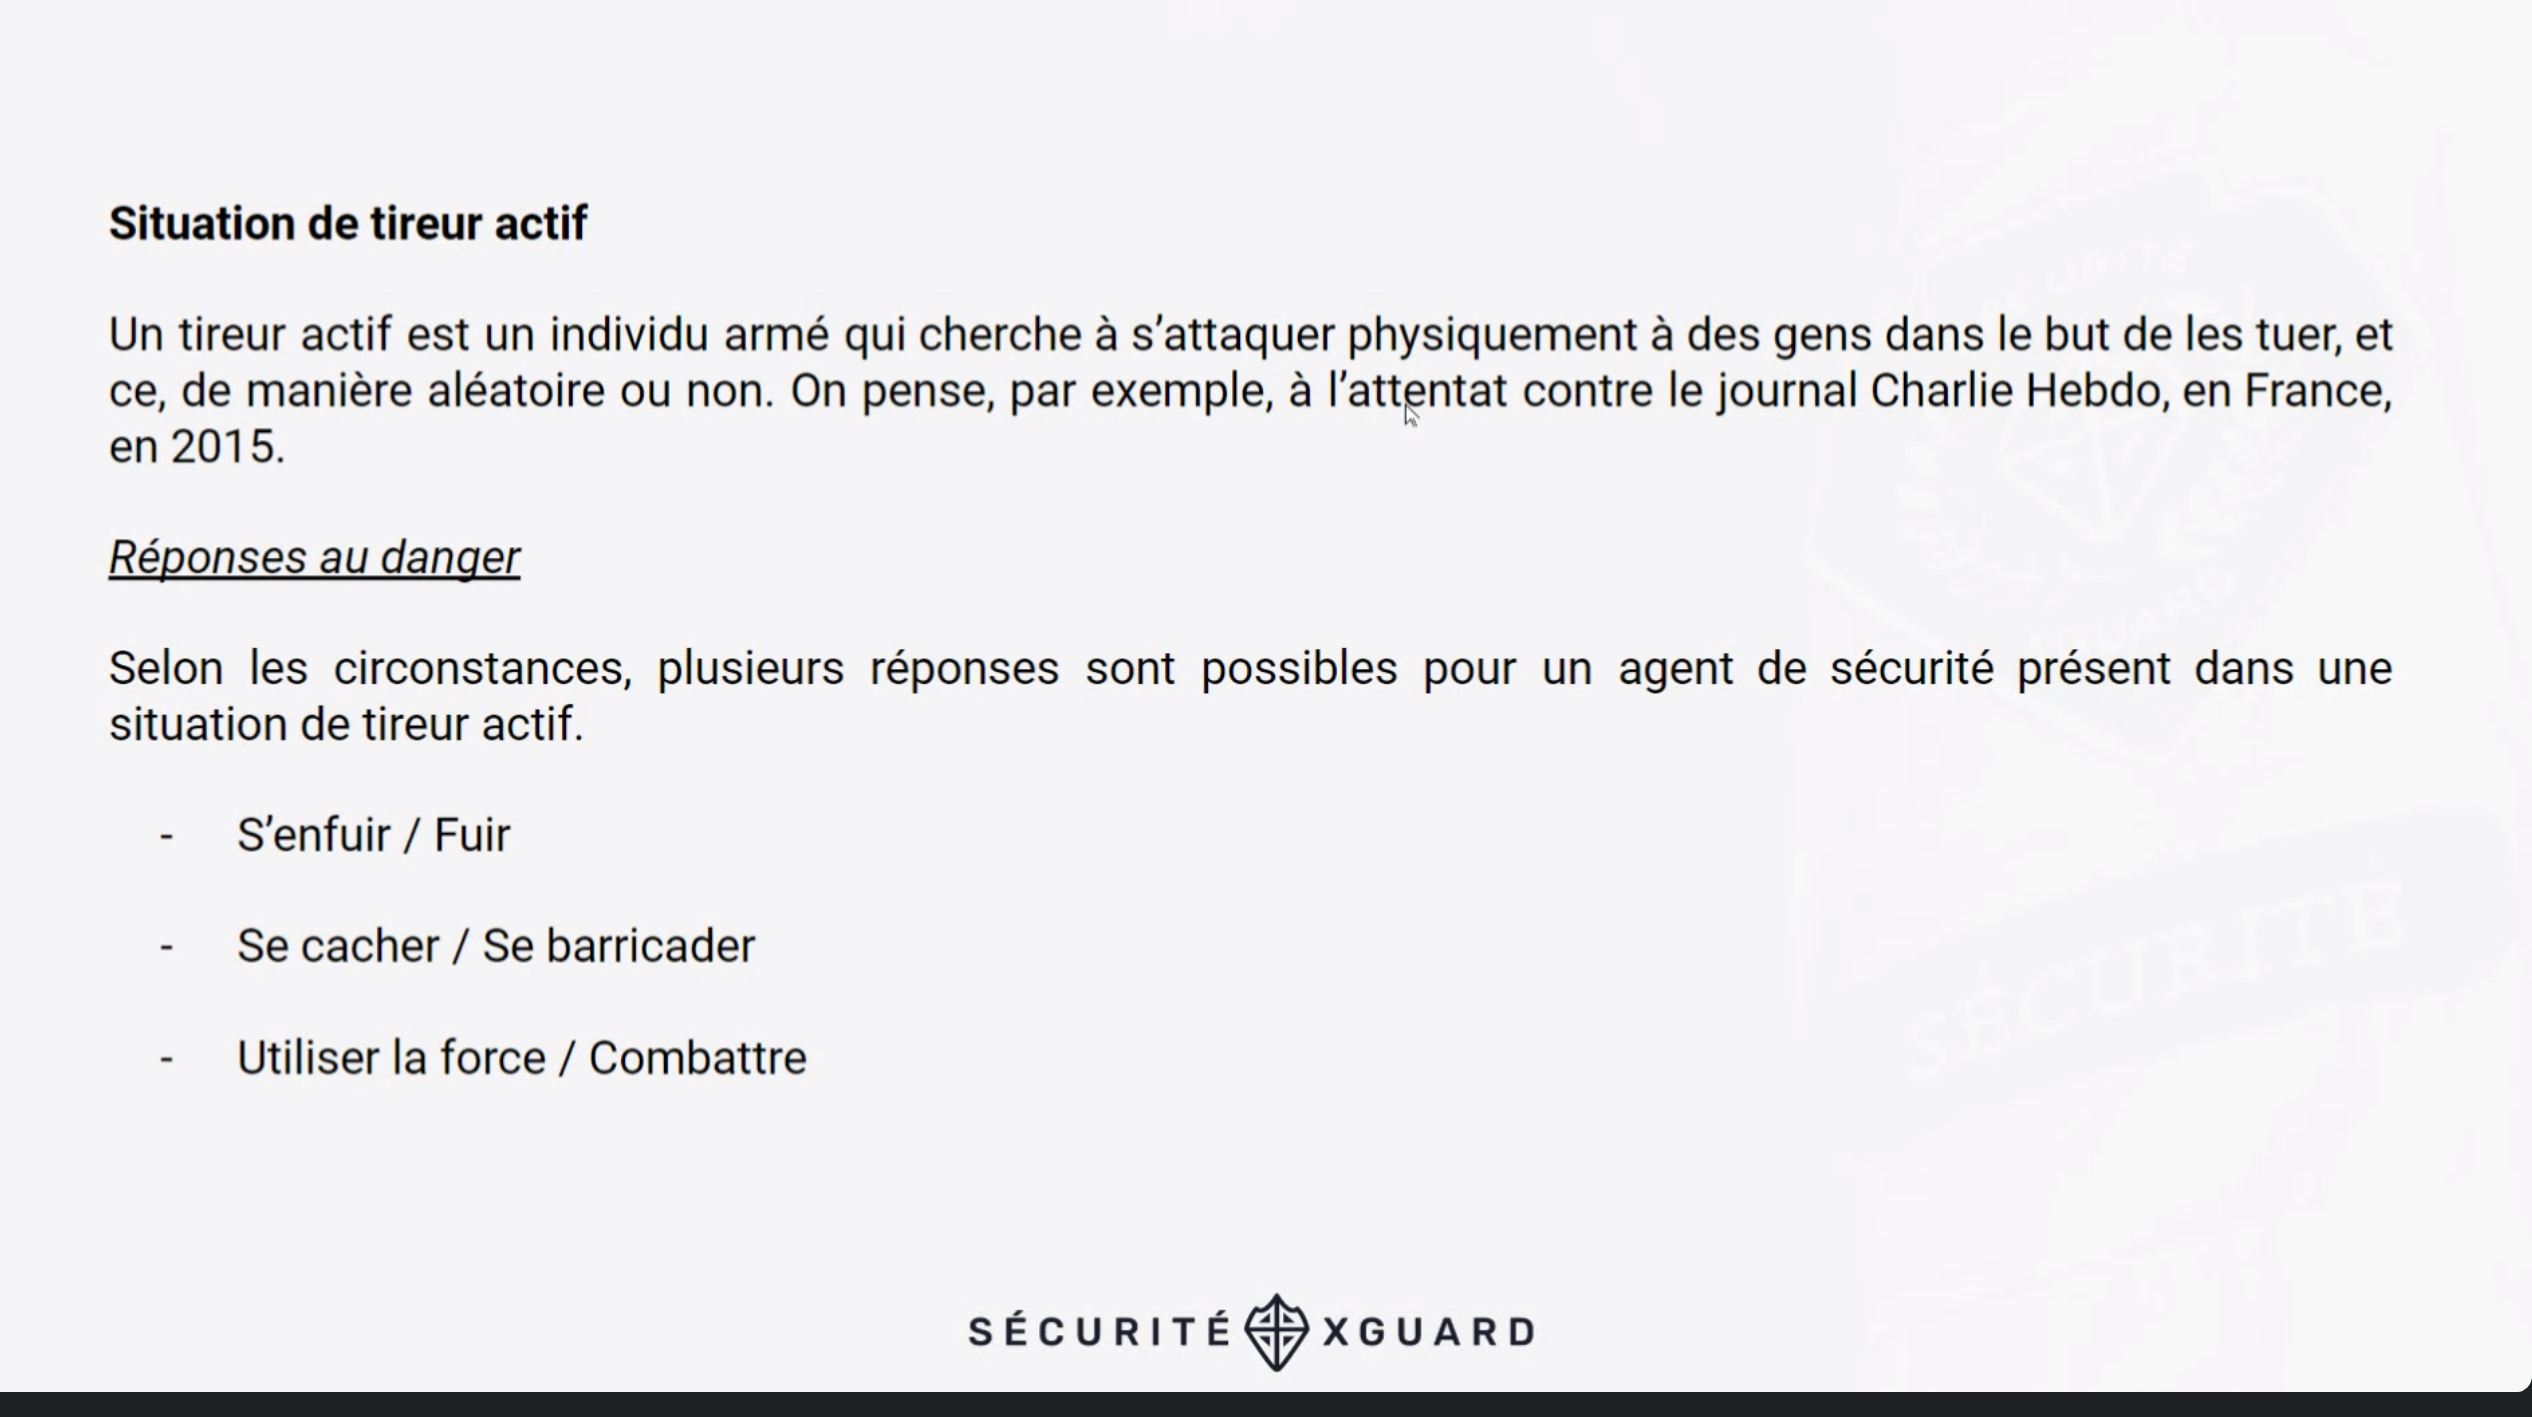 Situation de tireur actif
Un tireur actif est un individu armé qui cherche à s’attaquer physiquement à des gens dans le but de les tuer, et
ce, de manière aléatoire ou non. On pense, par exemple, à l’attentat contre le journal Charlie Hebdo, en France,
en 2015.
Réponses au danger
Selon les circonstances, plusieurs réponses sont possibles pour un agent de sécurité présent dans une
situation de tireur actif.
- S’enfuir / Fuir
- Se cacher / Se barricader
- Utiliser la force / Combattre
SÉCURITÉ
SÉCURITÉ XGUARD